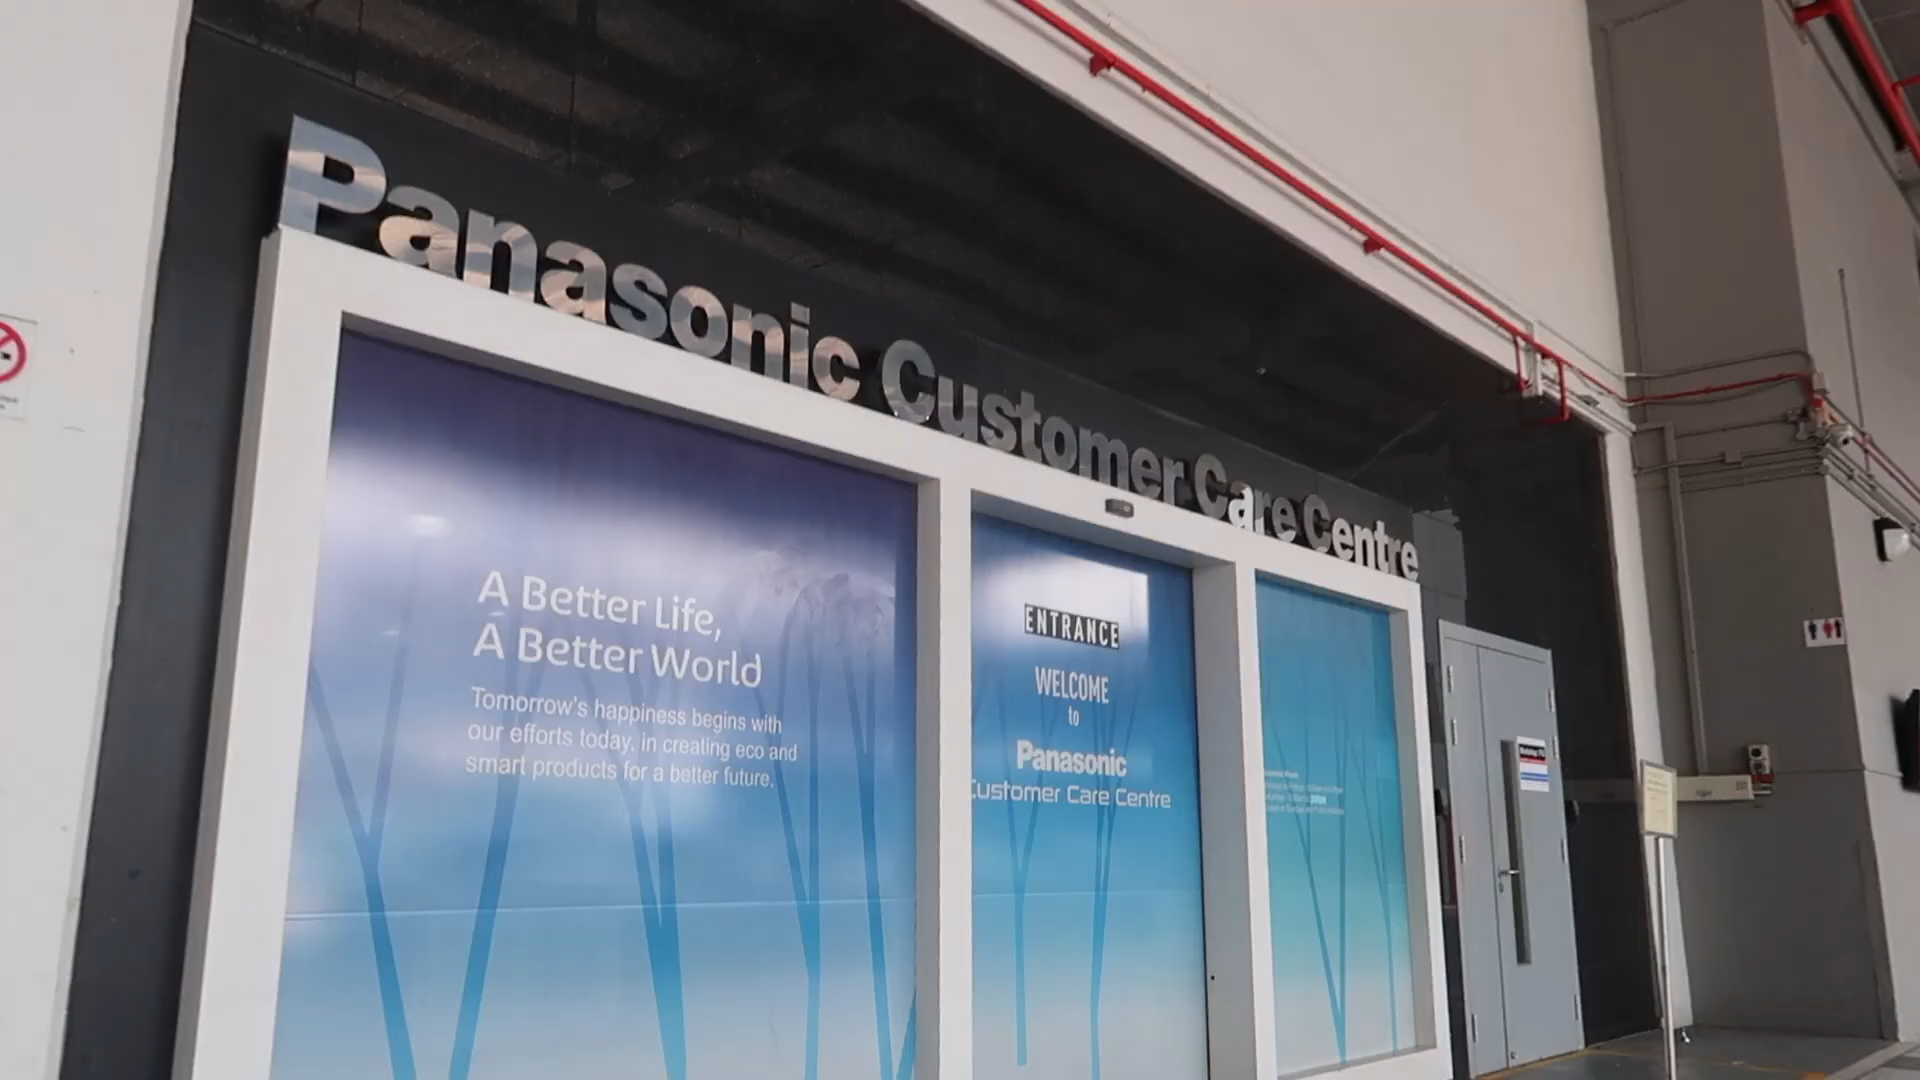 Panasonic Customer Care Centre
A Better Life,
A Better World
Tomorrow's happiness begins with
our efforts today, in creating eco and
smart products for a better future.
ENTRANCE
WELCOME
to
Panasonic
Customer Care Centre